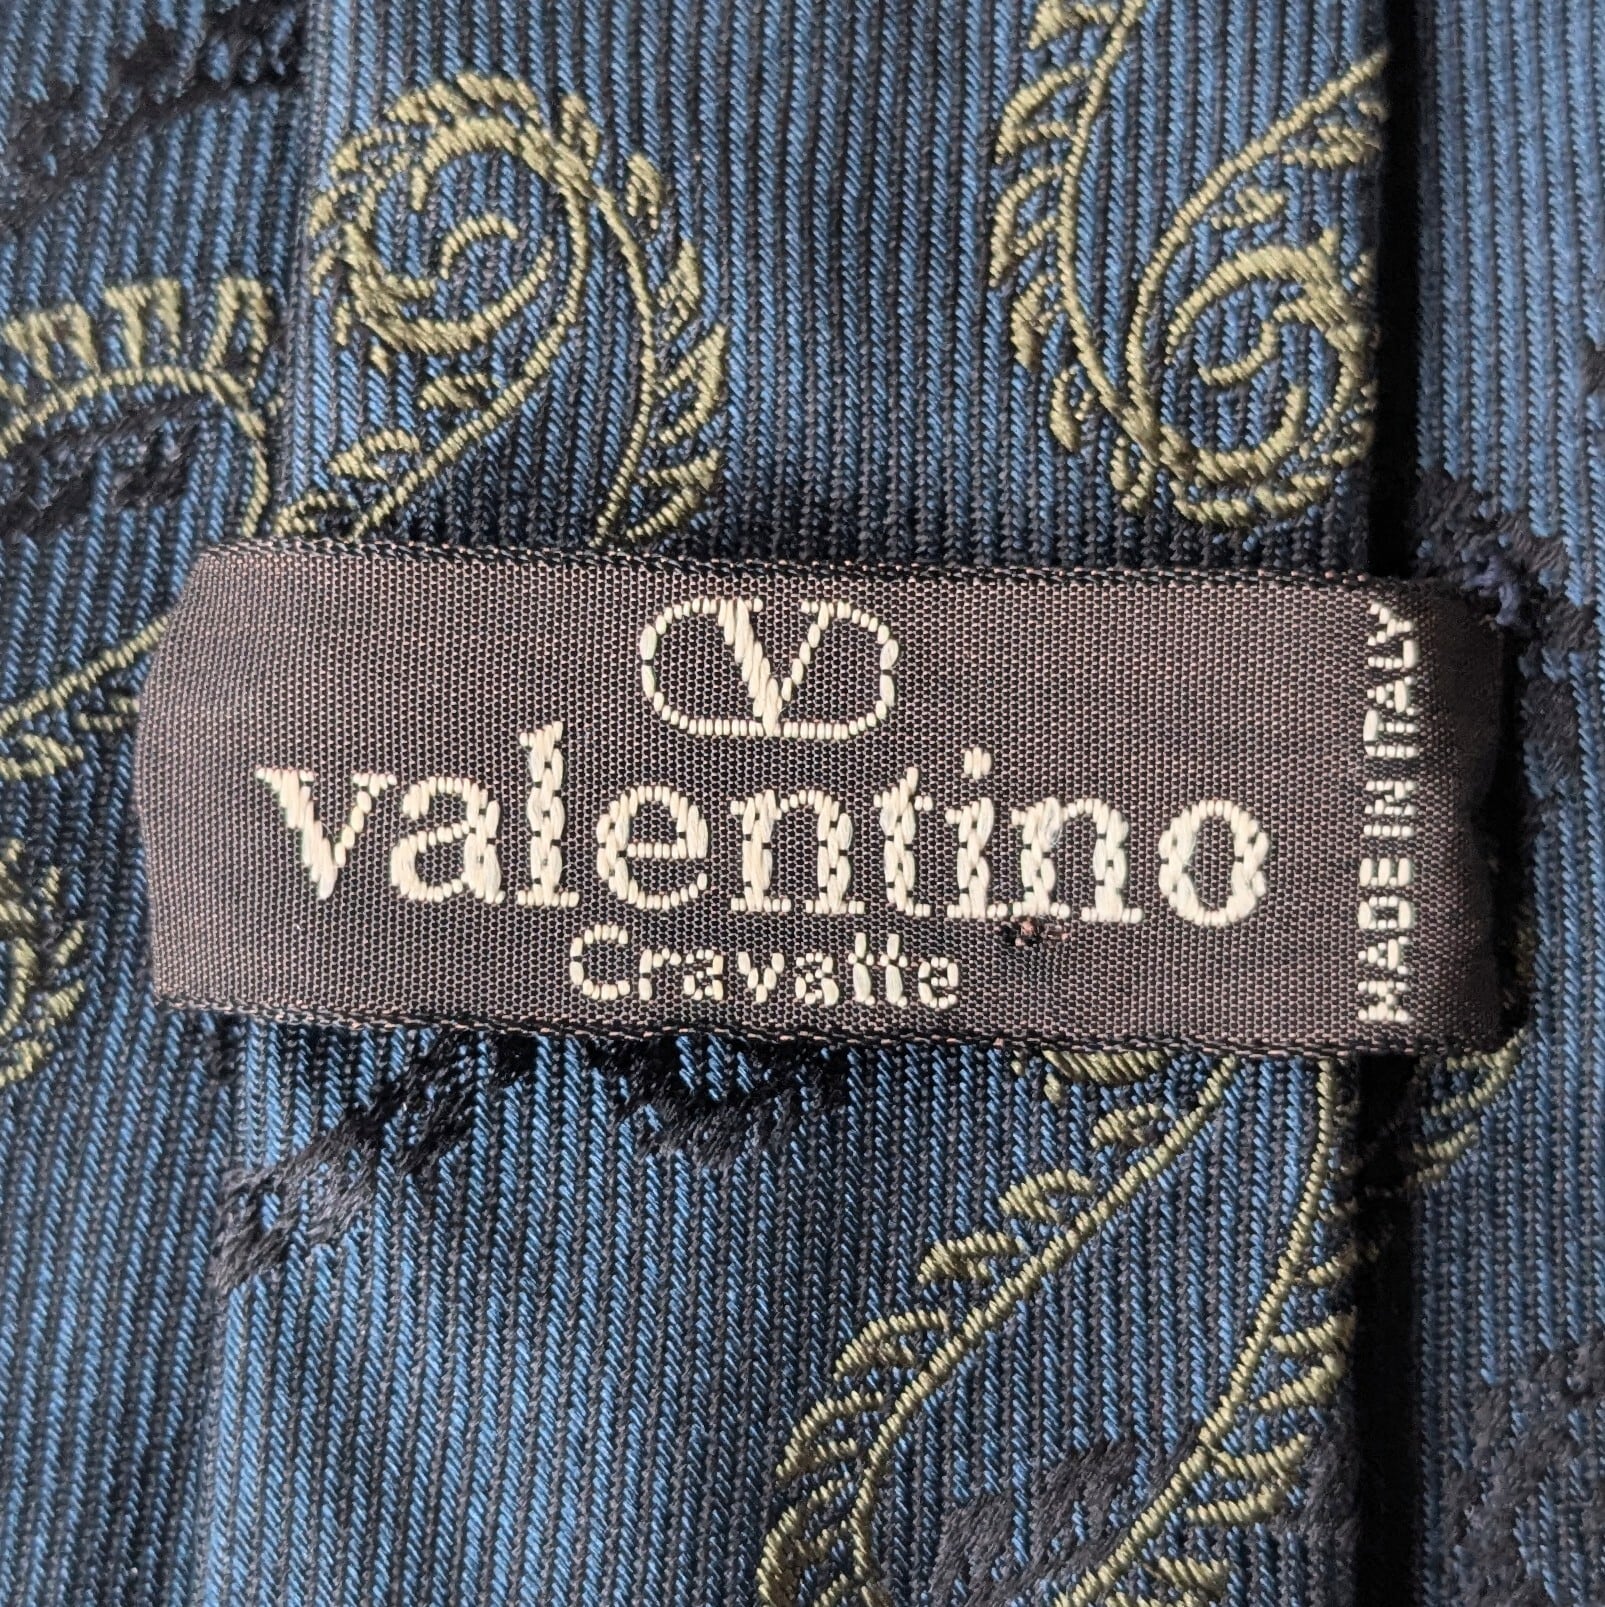 V
valentino
Cravatte
MADE IN ITALY